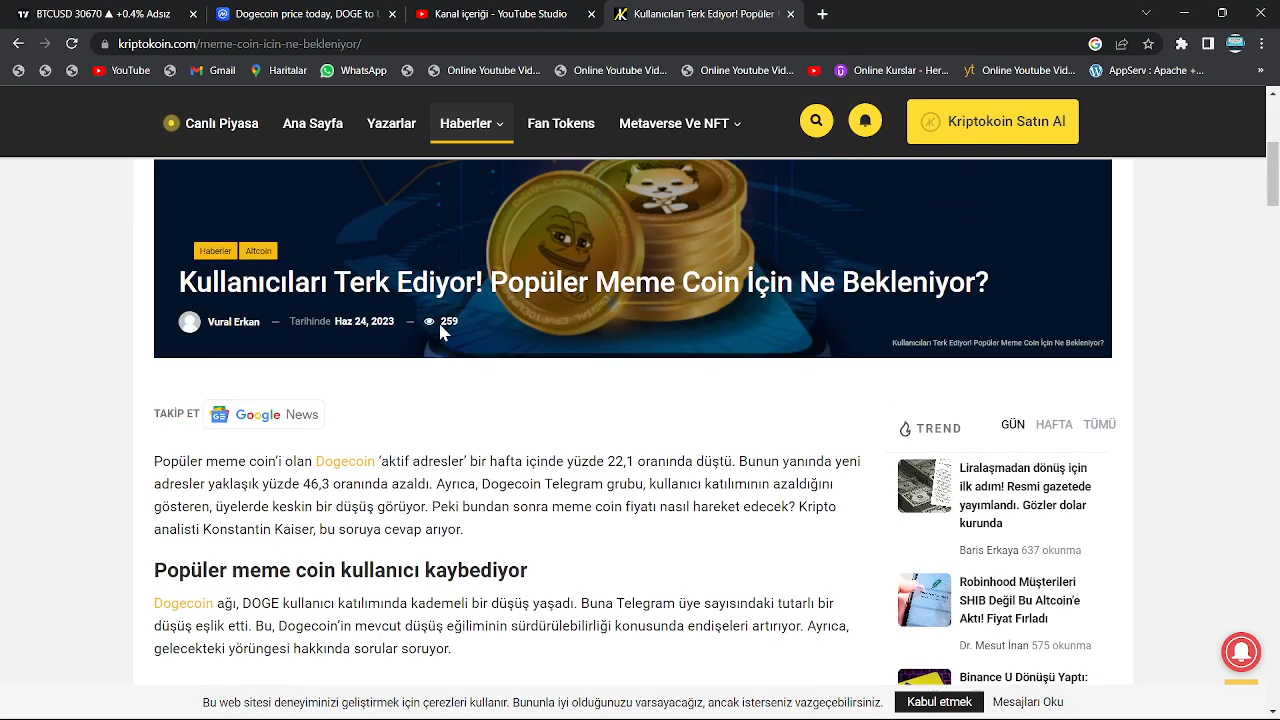 BTCUSD 30670 ▲ +0.4% Adsız
Dogecoin price today, DOGE to U
Kanal içeriği - YouTube Studio
Kullanıcıları Terk Ediyor! Popüler
kriptokoin.com/meme-coin-icin-ne-bekleniyor/
YouTube
Gmail
Haritalar
WhatsApp
Online Youtube Vid...
Online Youtube Vid...
Online Youtube Vid...
Online Kurslar - Her...
AppServ : Apache +...
»
Canlı Piyasa
Ana Sayfa
Yazarlar
Haberler
Fan Tokens
Metaverse Ve NFT
Kriptokoin Satın Al
Haberler
Altcoin
Kullanıcıları Terk Ediyor! Popüler Meme Coin İçin Ne Bekleniyor?
Vural Erkan — Tarihinde Haz 24, 2023 — 259
Kullanıcıları Terk Ediyor! Popüler Meme Coin İçin Ne Bekleniyor?
TAKİP ET Google News
Popüler meme coin’i olan Dogecoin ‘aktif adresler’ bir hafta içinde yüzde 22,1 oranında düştü. Bunun yanında yeni
adresler yaklaşık yüzde 46,3 oranında azaldı. Ayrıca, Dogecoin Telegram grubu, kullanıcı katılımının azaldığını
gösteren, üyelerde keskin bir düşüş görüyor. Peki bundan sonra meme coin fiyatı nasıl hareket edecek? Kripto
analisti Konstantin Kaiser, bu soruya cevap arıyor.
Popüler meme coin kullanıcı kaybediyor
Dogecoin ağı, DOGE kullanıcı katılımında kademeli bir düşüş yaşadı. Buna Telegram üye sayısındaki tutarlı bir
düşüş eşlik etti. Bu, Dogecoin’in mevcut düşüş eğiliminin sürdürülebilirliği konusunda endişeleri artırıyor. Ayrıca,
gelecekteki yörüngesi hakkında sorular soruyor.
TREND
GÜN HAFTA TÜMÜ
Liralaşmadan dönüş için
ilk adım! Resmi gazetede
yayımlandı. Gözler dolar
kurunda
Baris Erkaya 637 okunma
Robinhood Müşterileri
SHIB Değil Bu Altcoin’e
Aktı! Fiyat Fırladı
Dr. Mesut İnan 575 okunma
Binance U Dönüşü Yaptı:
Bu web sitesi deneyiminizi geliştirmek için çerezleri kullanır. Bununla iyi olduğunuzu varsayacağız, ancak isterseniz vazgeçebilirsiniz.
Kabul etmek
Mesajları Oku